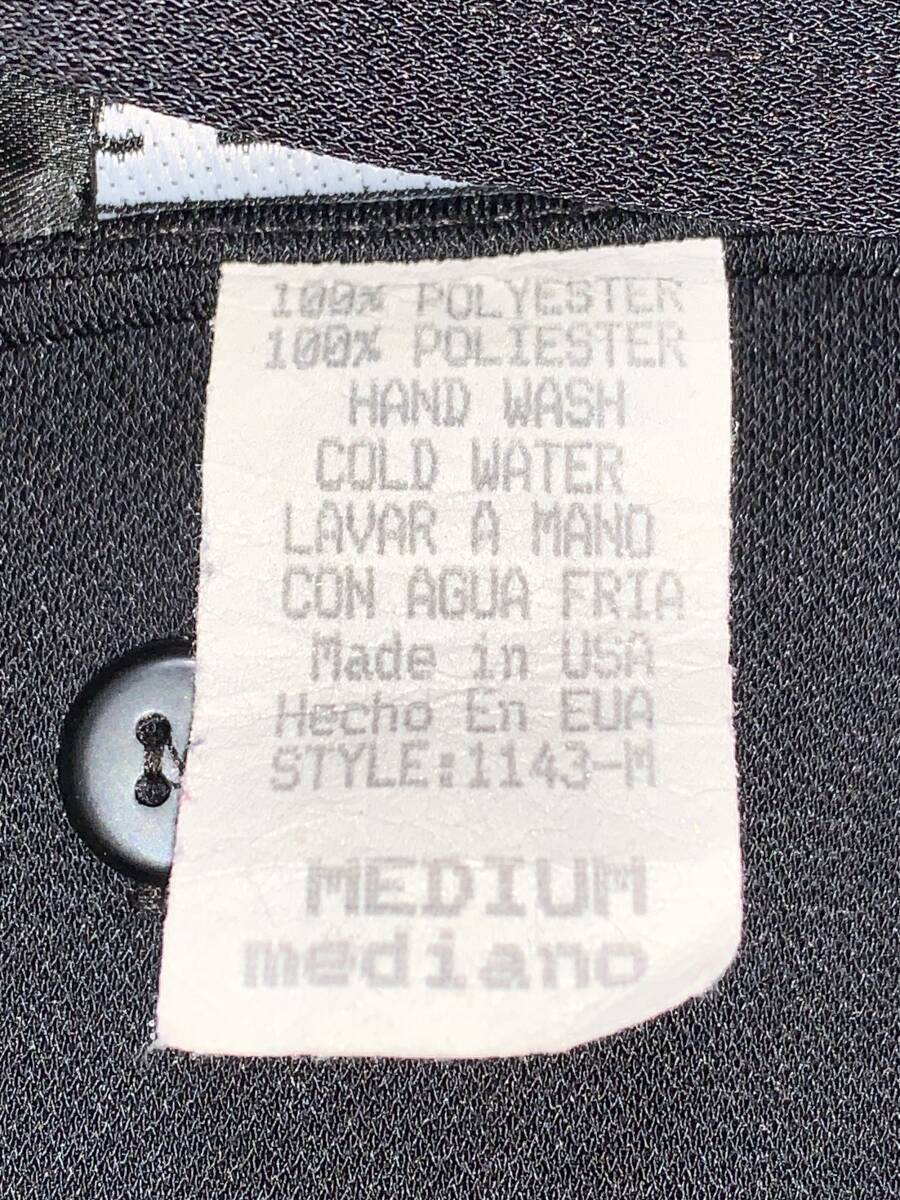 100% POLYESTER
100% POLIESTER
HAND WASH
COLD WATER
LAVAR A MANO
CON AGUA FRIA
Made in USA
Hecho En EUA
STYLE:1143-M
MEDIUM
mediano